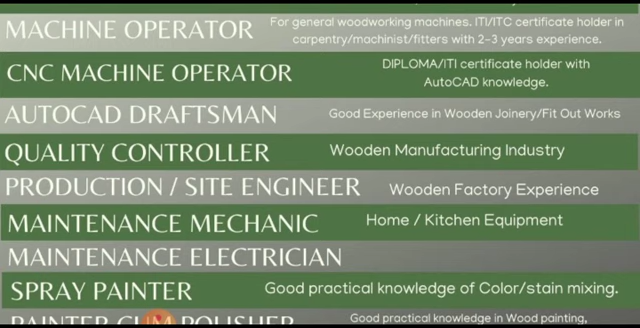 MACHINE OPERATOR
For general woodworking machines. ITI/ITC certificate holder in
carpentry/machinist/fitters with 2-3 years experience.
CNC MACHINE OPERATOR
DIPLOMA/ITI certificate holder with
AutoCAD knowledge.
AUTOCAD DRAFTSMAN
Good Experience in Wooden Joinery/Fit Out Works
QUALITY CONTROLLER
Wooden Manufacturing Industry
PRODUCTION / SITE ENGINEER
Wooden Factory Experience
MAINTENANCE MECHANIC
Home / Kitchen Equipment
MAINTENANCE ELECTRICIAN
SPRAY PAINTER
Good practical knowledge of Color/stain mixing.
PAINTER POLISHER
Good practical knowledge in Wood painting,